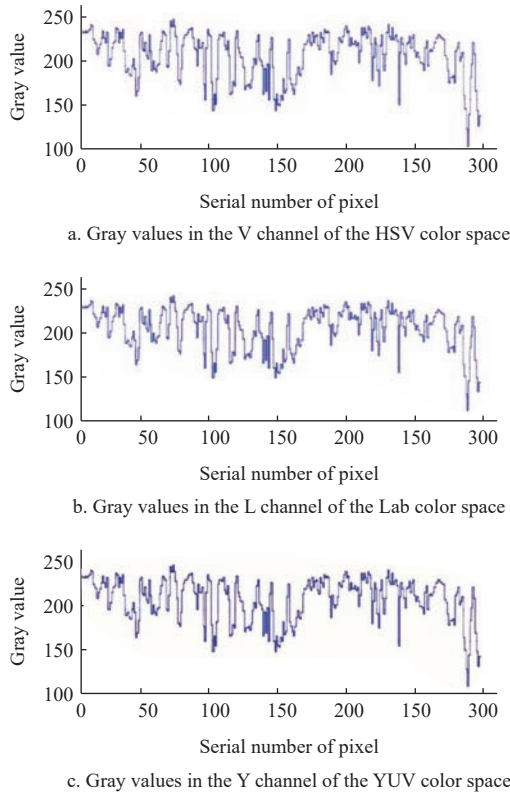 250
200
150
100
0 50 100 150 200 150 300
Gray value
Serial number of pixel
a. Gray values in the V channel of the HSV color space
250
200
150
100
0 50 100 150 200 150 300
Gray value
Serial number of pixel
b. Gray values in the L channel of the Lab color space
250
200
150
100
0 50 100 150 200 150 300
Gray value
Serial number of pixel
c. Gray values in the Y channel of the YUV color space